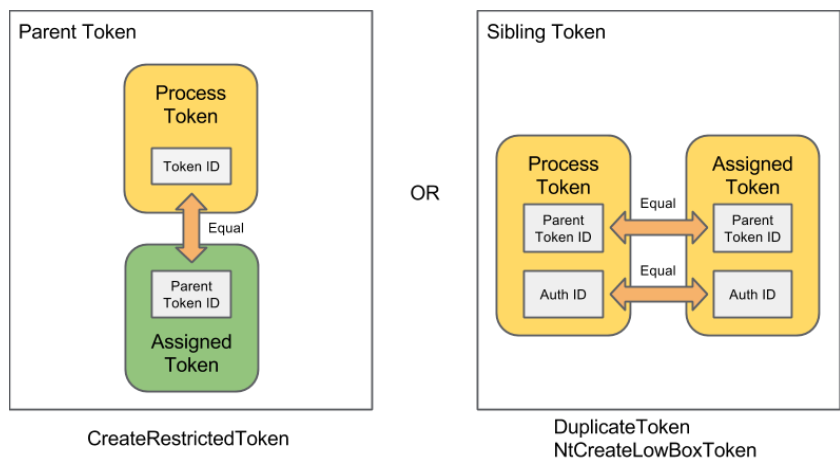 Parent Token
Process
Token
Token ID
Equal
Parent
Token ID
Assigned
Token
CreateRestrictedToken
OR
Sibling Token
Process
Token
Assigned
Token
Parent
Token ID
Equal
Parent
Token ID
Auth ID
Equal
Auth ID
DuplicateToken
NtCreateLowBoxToken